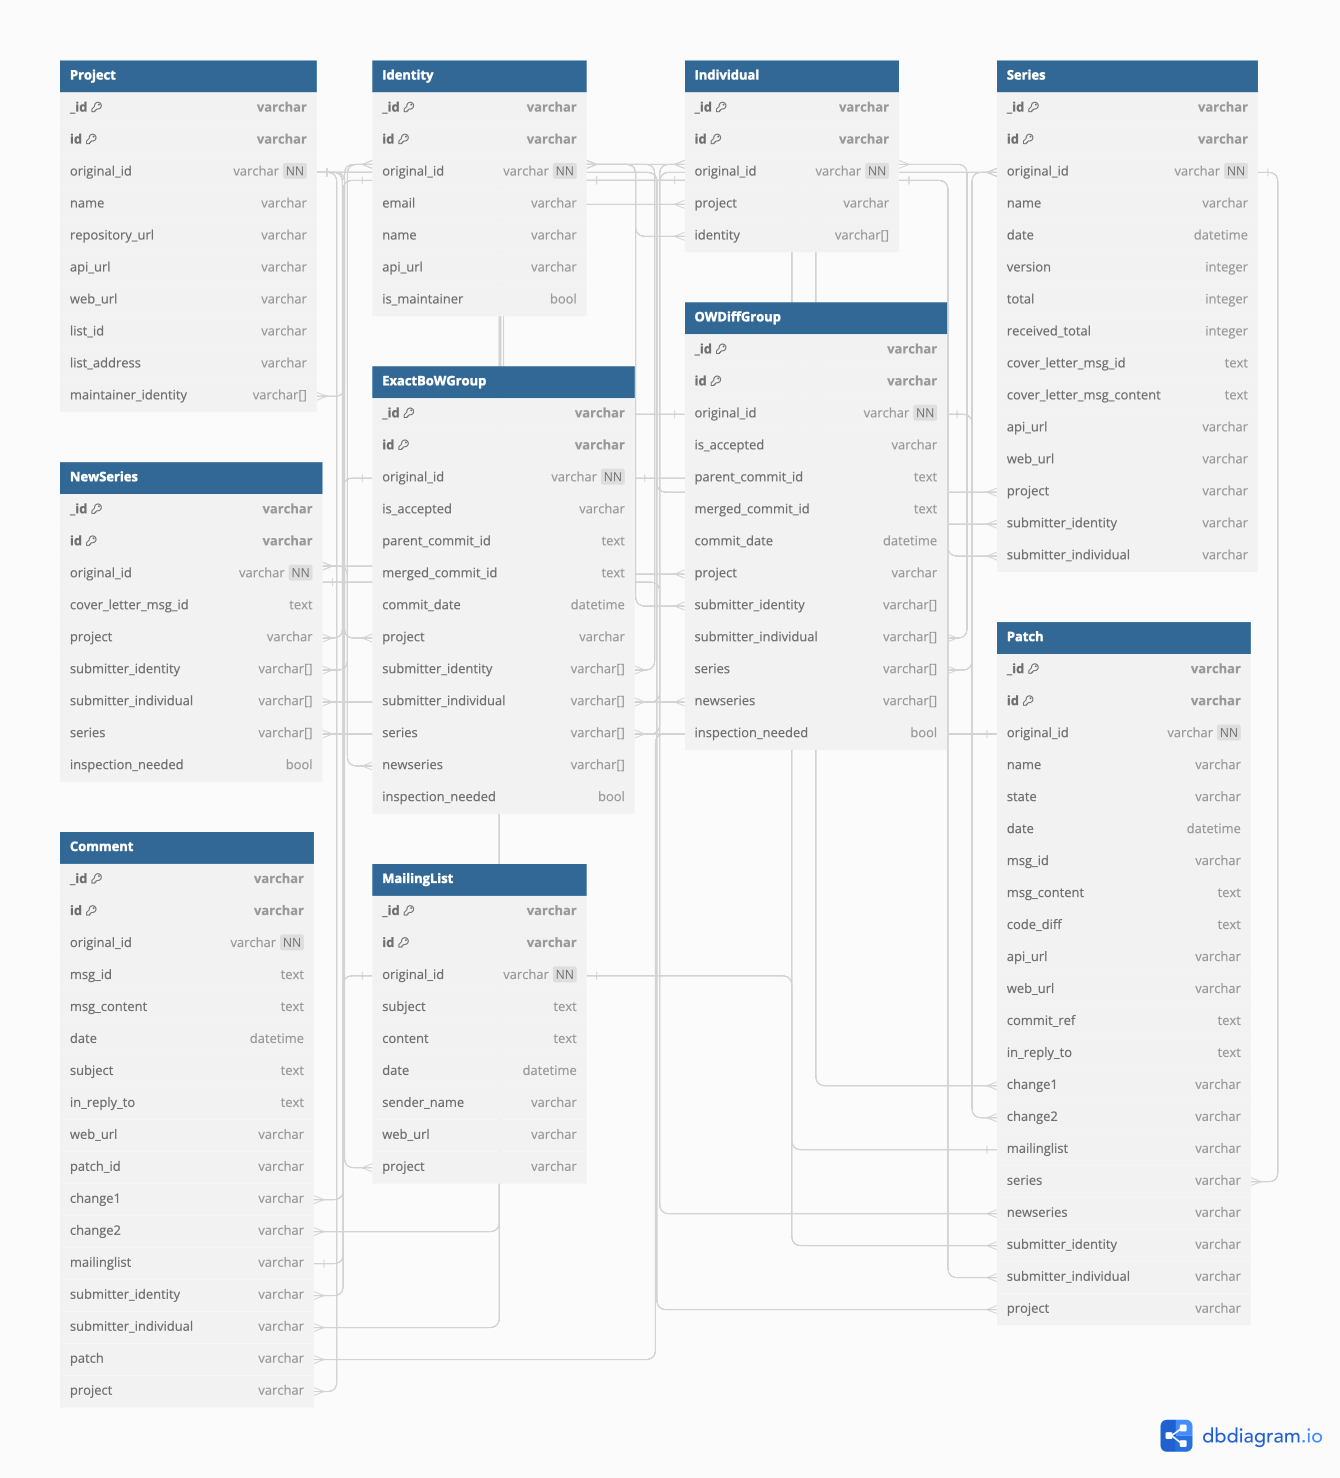 Project
_id varchar
id varchar
original_id varchar NN
name varchar
repository_url varchar
api_url varchar
web_url varchar
list_id varchar
list_address varchar
maintainer_identity varchar[]
Identity
_id varchar
id varchar
original_id varchar NN
email varchar
name varchar
api_url varchar
is_maintainer bool
Individual
_id varchar
id varchar
original_id varchar NN
project varchar
identity varchar[]
Series
_id varchar
id varchar
original_id varchar NN
name varchar
date datetime
version integer
total integer
received_total integer
cover_letter_msg_id text
cover_letter_msg_content text
api_url varchar
web_url varchar
project varchar
submitter_identity varchar
submitter_individual varchar
OWDiffGroup
_id varchar
id varchar
original_id varchar NN
is_accepted varchar
parent_commit_id text
merged_commit_id text
commit_date datetime
project varchar
submitter_identity varchar[]
submitter_individual varchar[]
series varchar[]
newseries varchar[]
inspection_needed bool
ExactBoWGroup
_id varchar
id varchar
original_id varchar NN
is_accepted varchar
parent_commit_id text
merged_commit_id text
commit_date datetime
project varchar
submitter_identity varchar[]
submitter_individual varchar[]
series varchar[]
newseries varchar[]
inspection_needed bool
NewSeries
_id varchar
id varchar
original_id varchar NN
cover_letter_msg_id text
project varchar
submitter_identity varchar[]
submitter_individual varchar[]
series varchar[]
inspection_needed bool
Patch
_id varchar
id varchar
original_id varchar NN
name varchar
state varchar
date datetime
msg_id varchar
msg_content text
code_diff text
api_url varchar
web_url varchar
commit_ref text
in_reply_to text
change1 varchar
change2 varchar
mailinglist varchar
series varchar
newseries varchar
submitter_identity varchar
submitter_individual varchar
project varchar
Comment
_id varchar
id varchar
original_id varchar NN
msg_id text
msg_content text
date datetime
subject text
in_reply_to text
web_url varchar
patch_id varchar
change1 varchar
change2 varchar
mailinglist varchar
submitter_identity varchar
submitter_individual varchar
patch varchar
project varchar
MailingList
_id varchar
id varchar
original_id varchar NN
subject text
content text
date datetime
sender_name varchar
web_url varchar
project varchar
dbdiagram.io